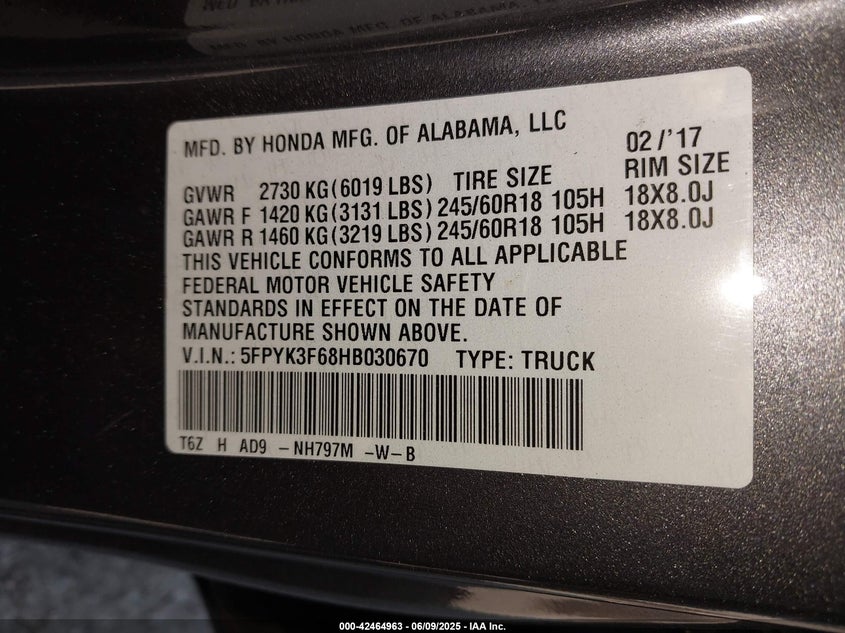 MFD. BY HONDA MFG. OF ALABAMA, LLC 02/'17
RIM SIZE
GVWR 2730 KG(6019 LBS) TIRE SIZE
GAWR F 1420 KG(3131 LBS) 245/60R18 105H 18X8.0J
GAWR R 1460 KG(3219 LBS) 245/60R18 105H 18X8.0J
THIS VEHICLE CONFORMS TO ALL APPLICABLE
FEDERAL MOTOR VEHICLE SAFETY
STANDARDS IN EFFECT ON THE DATE OF
MANUFACTURE SHOWN ABOVE.
V.I.N.: 5FPYK3F68HB030670 TYPE: TRUCK
T6Z H AD9 -NH797M -W-B
000-42464963 - 06/09/2025 - IAA Inc.